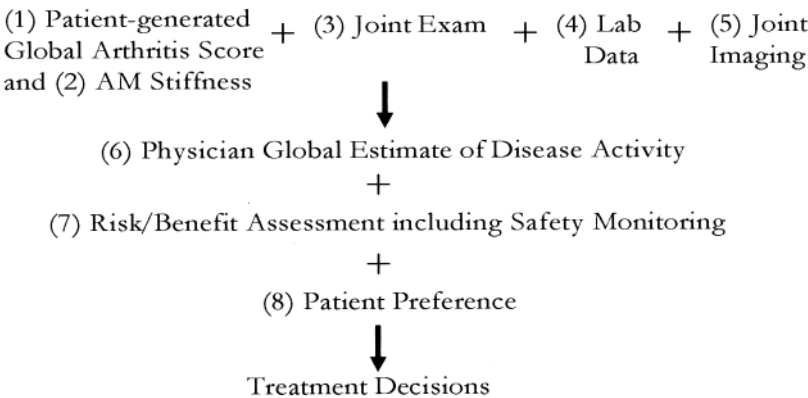 (1) Patient-generated
Global Arthritis Score
and (2) AM Stiffness
+ (3) Joint Exam + (4) Lab
Data
+ (5) Joint
Imaging
(6) Physician Global Estimate of Disease Activity
+
(7) Risk/Benefit Assessment including Safety Monitoring
+
(8) Patient Preference
Treatment Decisions